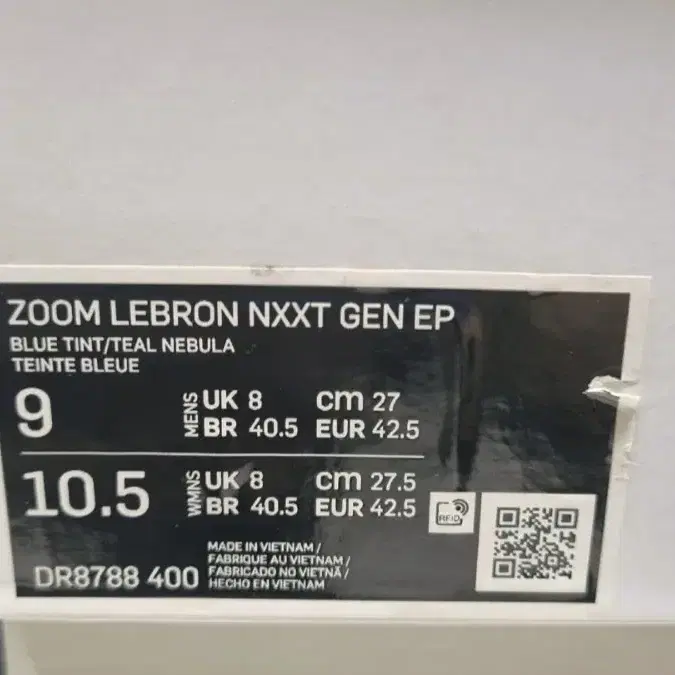 ZOOM LEBRON NXXT GEN EP
BLUE TINT/TEAL NEBULA
TEINTE BLEUE
9 MENS UK 8 cm 27
BR 40.5 EUR 42.5
10.5 WMNS UK 8 cm 27.5
BR 40.5 EUR 42.5
RFID
DR8788 400
MADE IN VIETNAM /
FABRIQUE AU VIETNAM /
FABRICADO NO VIETNÃ /
HECHO EN VIETNAM